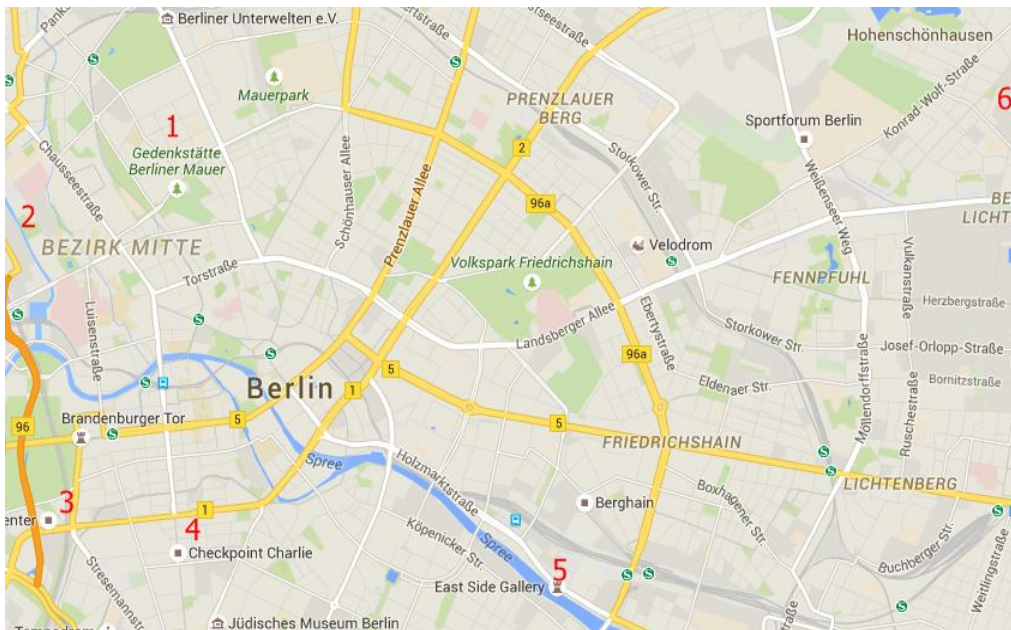 Berliner Unterwelten e.V.
Hohenschönhausen
6
Konrad-Wolf-Straße
Mauerpark
PRENZLAUER
BERG
Sportforum Berlin
1
Gedenkstätte
Berliner Mauer
2
Chausseestraße
Schönhauser Allee
Prenzlauer Allee
Storkower Str.
Weißenseer Weg
96a
2
BEZIRK MITTE
Torstraße
Velodrom
Volkspark Friedrichshain
FENNPFUHL
Vulkanstraße
Herzbergstraße
Luisenstraße
Landsberger Allee
Ebertystraße
Storkower Str.
Josef-Orlopp-Straße
96a
Möllendorffstraße
Ruschestraße
Bornitzstraße
Eldenaer Str.
Berlin
1
5
Brandenburger Tor
96
5
5
FRIEDRICHSHAIN
Spree
Holzmarktstraße
LICHTENBERG
3
Boxhagener Str.
Berghain
1
4
Checkpoint Charlie
Köpenicker Str.
Spree
Buchberger Str.
Weitlingstraße
5
East Side Gallery
Jüdisches Museum Berlin